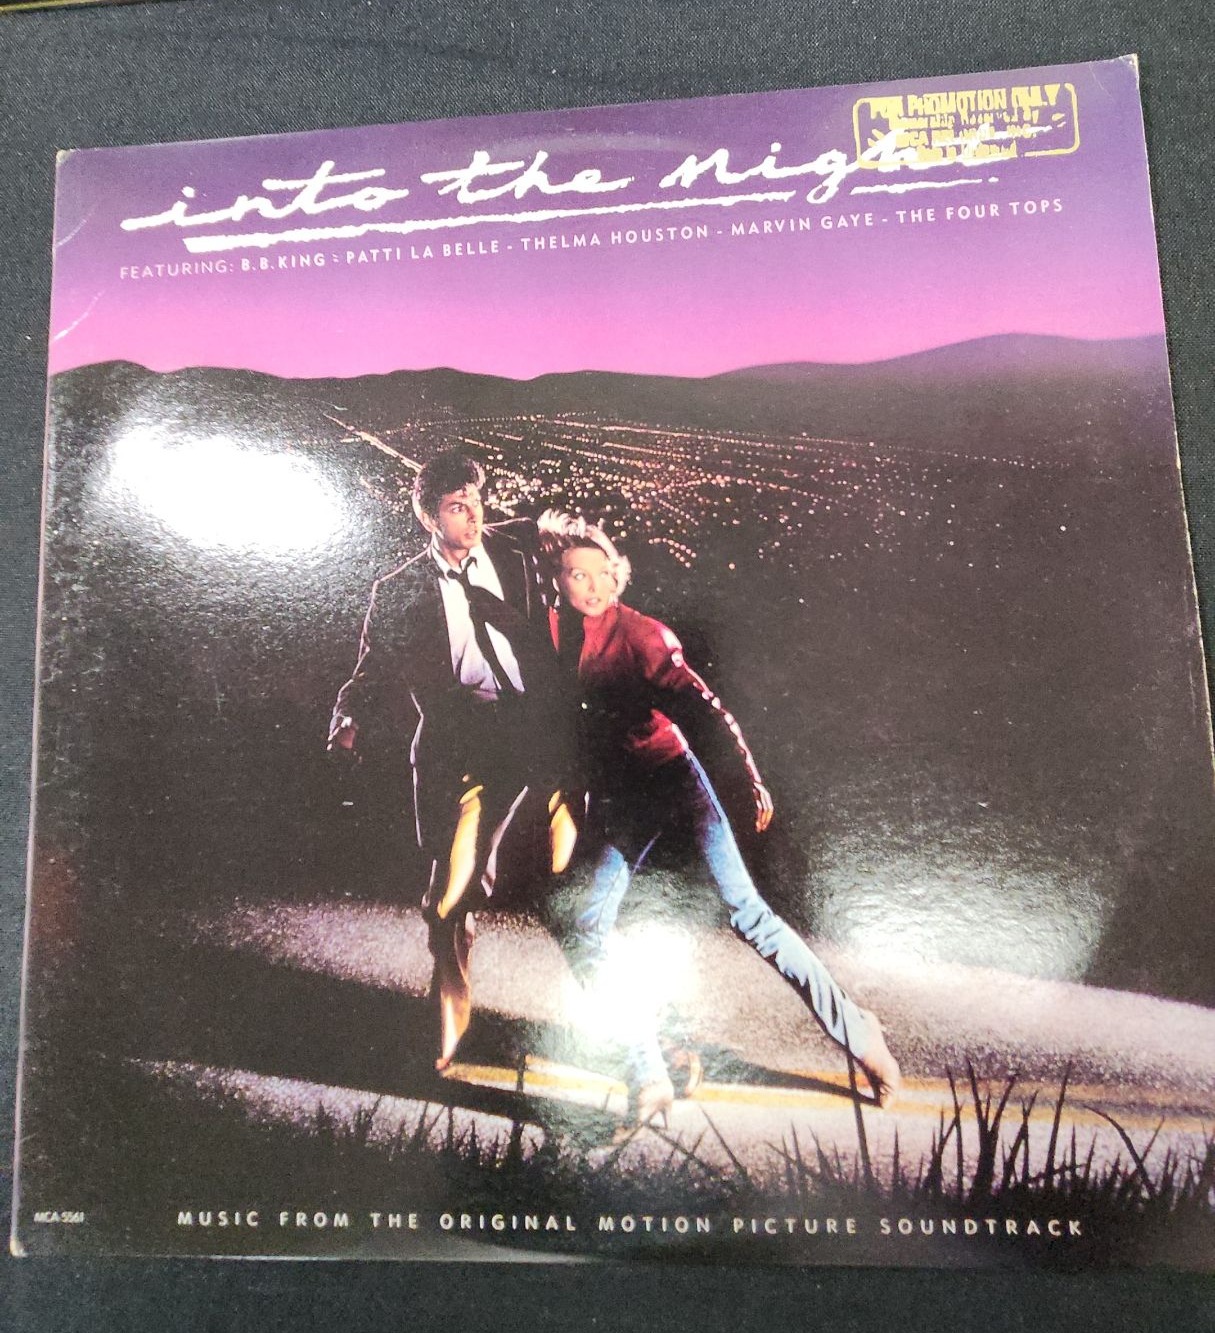 FOR PROMOTION ONLY
into the night
FEATURING: B.B. KING - PATTI LA BELLE - THELMA HOUSTON - MARVIN GAYE - THE FOUR TOPS
MCA-5561
MUSIC FROM THE ORIGINAL MOTION PICTURE SOUNDTRACK